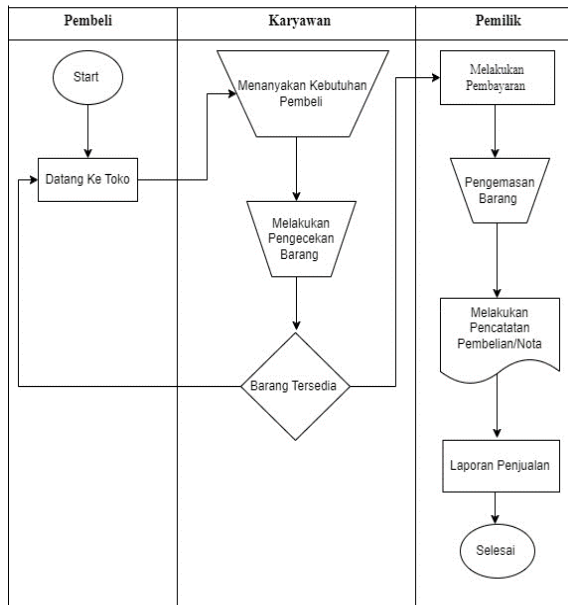 Pembeli
Karyawan
Pemilik
Start
Datang Ke Toko
Menanyakan Kebutuhan
Pembeli
Melakukan
Pengecekan
Barang
Barang Tersedia
Melakukan
Pembayaran
Pengemasan
Barang
Melakukan
Pencatatan
Pembelian/Nota
Laporan Penjualan
Selesai